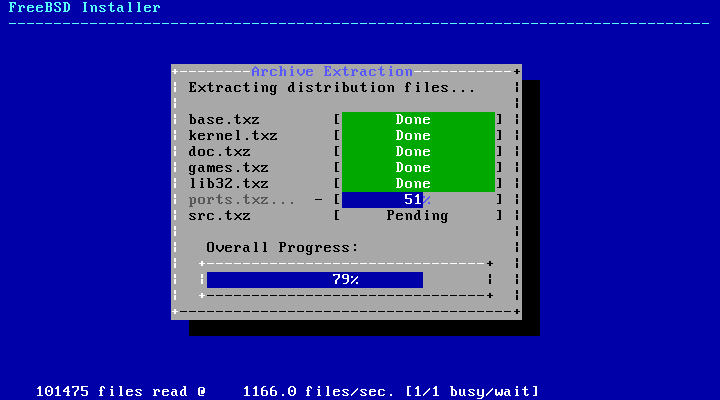 FreeBSD Installer
Archive Extraction
Extracting distribution files...
base.txz [ Done ]
kernel.txz [ Done ]
doc.txz [ Done ]
games.txz [ Done ]
lib32.txz [ Done ]
ports.txz... - [ 51% ]
src.txz [ Pending ]
Overall Progress:
79%
101475 files read @ 1166.0 files/sec. [1/1 busy/wait]